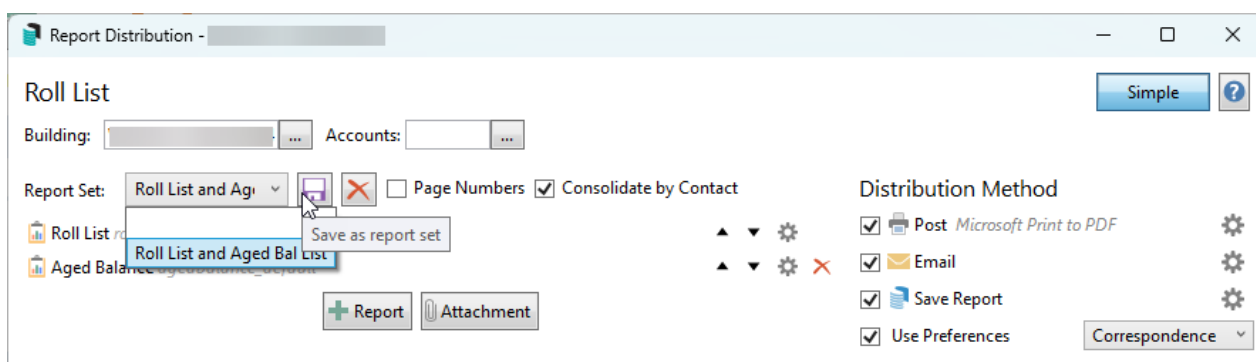 Report Distribution -
Roll List
Simple
Building: ... Accounts: ...
Report Set: Roll List and Ag Page Numbers Consolidate by Contact
Distribution Method
Roll List
Save as report set
Post Microsoft Print to PDF
Roll List and Aged Bal List
Email
Aged Balance agedbalance_default
Save Report
Report Attachment
Use Preferences Correspondence